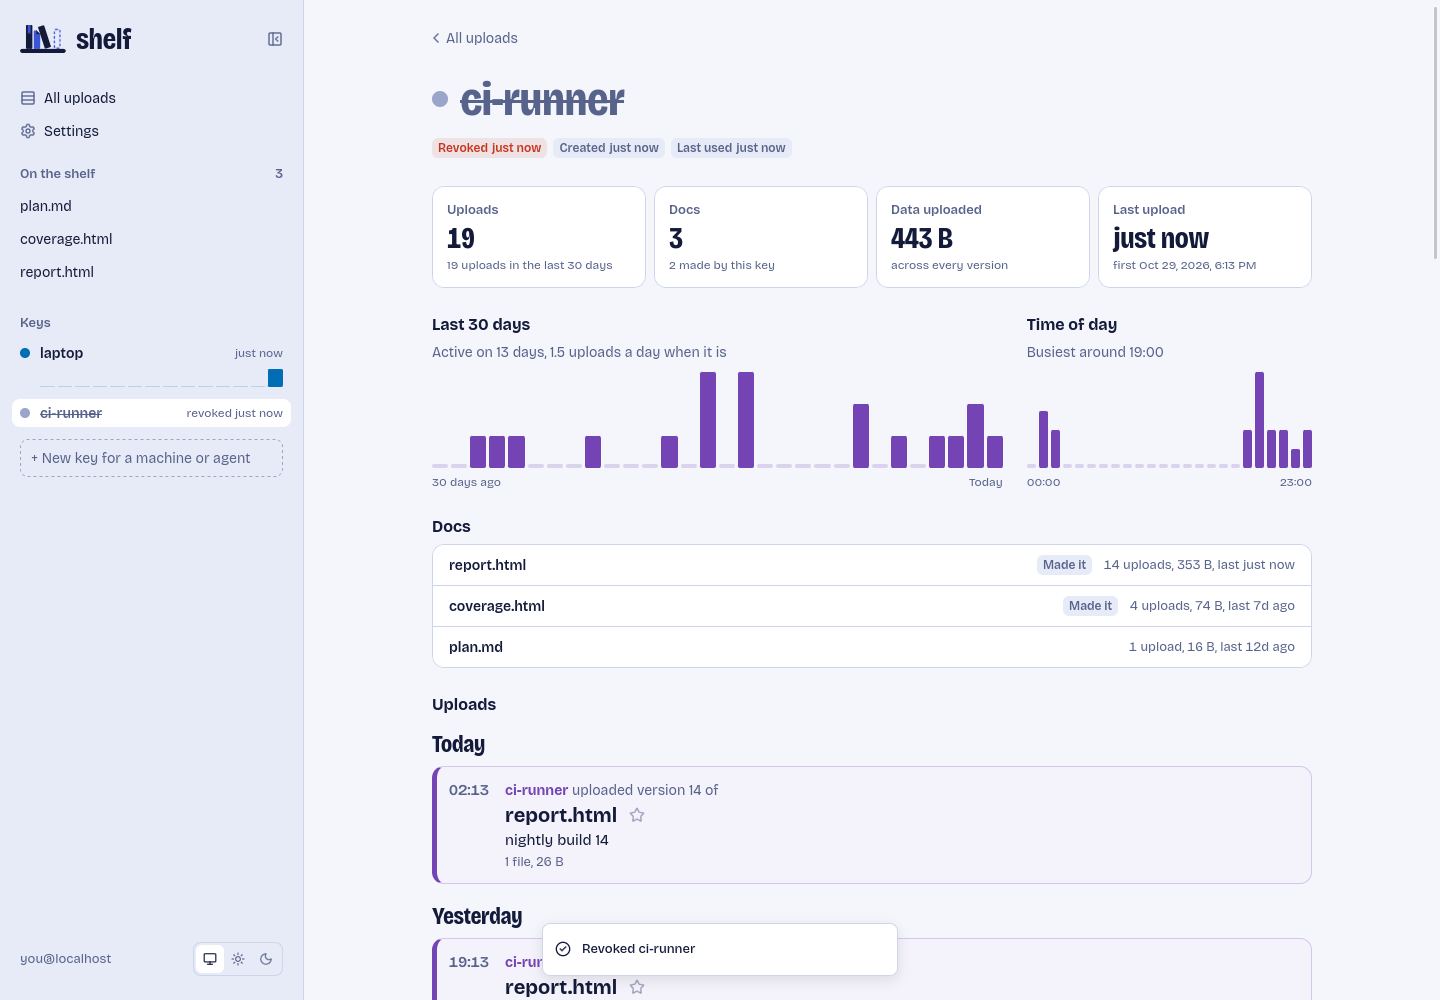 shelf
All uploads
Settings
On the shelf 3
plan.md
coverage.html
report.html
Keys
laptop just now
ci-runner revoked just now
+ New key for a machine or agent
you@localhost
All uploads
ci-runner
Revoked just now Created just now Last used just now
Uploads
19
19 uploads in the last 30 days
Docs
3
2 made by this key
Data uploaded
443 B
across every version
Last upload
just now
first Oct 29, 2026, 6:13 PM
Last 30 days
Active on 13 days, 1.5 uploads a day when it is
30 days ago Today
Time of day
Busiest around 19:00
00:00 23:00
Docs
report.html Made it 14 uploads, 353 B, last just now
coverage.html Made it 4 uploads, 74 B, last 7d ago
plan.md 1 upload, 16 B, last 12d ago
Uploads
Today
02:13 ci-runner uploaded version 14 of
report.html
nightly build 14
1 file, 26 B
Yesterday
19:13
report.html
Revoked ci-runner